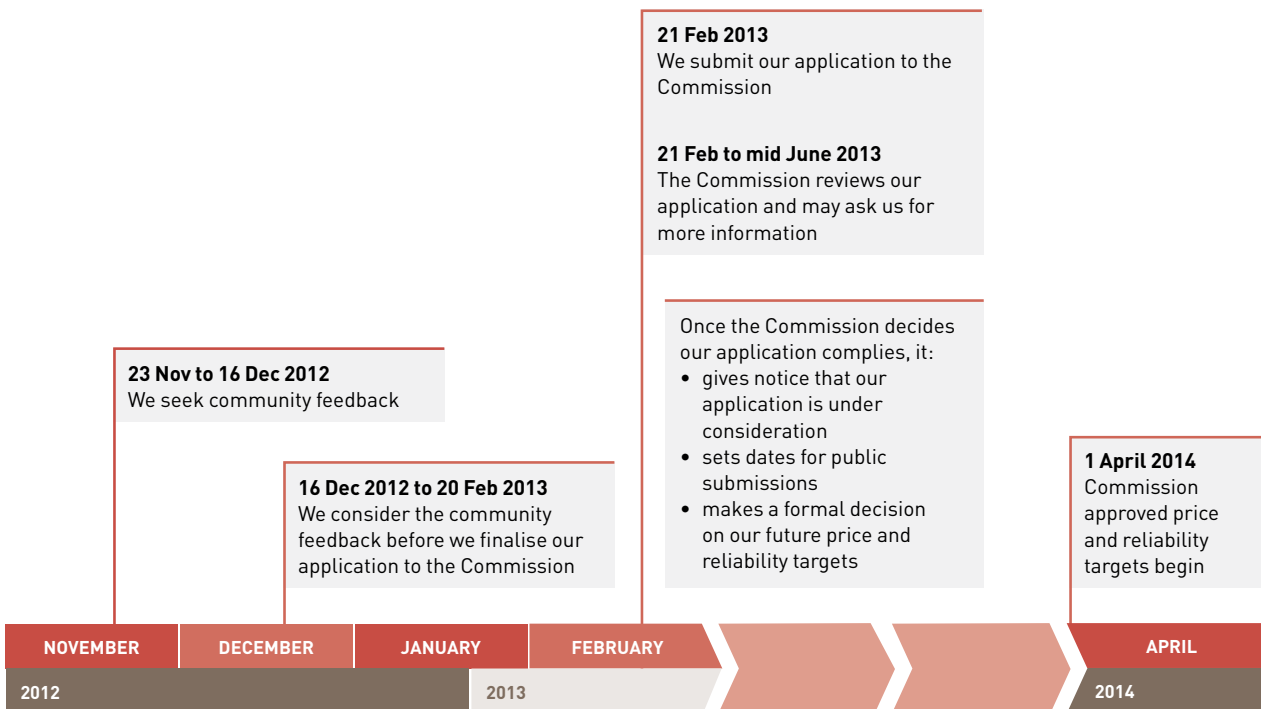 21 Feb 2013
We submit our application to the
Commission
21 Feb to mid June 2013
The Commission reviews our
application and may ask us for
more information
Once the Commission decides
our application complies, it:
• gives notice that our
application is under
consideration
• sets dates for public
submissions
• makes a formal decision
on our future price and
reliability targets
23 Nov to 16 Dec 2012
We seek community feedback
16 Dec 2012 to 20 Feb 2013
We consider the community
feedback before we finalise our
application to the Commission
1 April 2014
Commission
approved price
and reliability
targets begin
NOVEMBER DECEMBER JANUARY FEBRUARY APRIL
2012 2013 2014